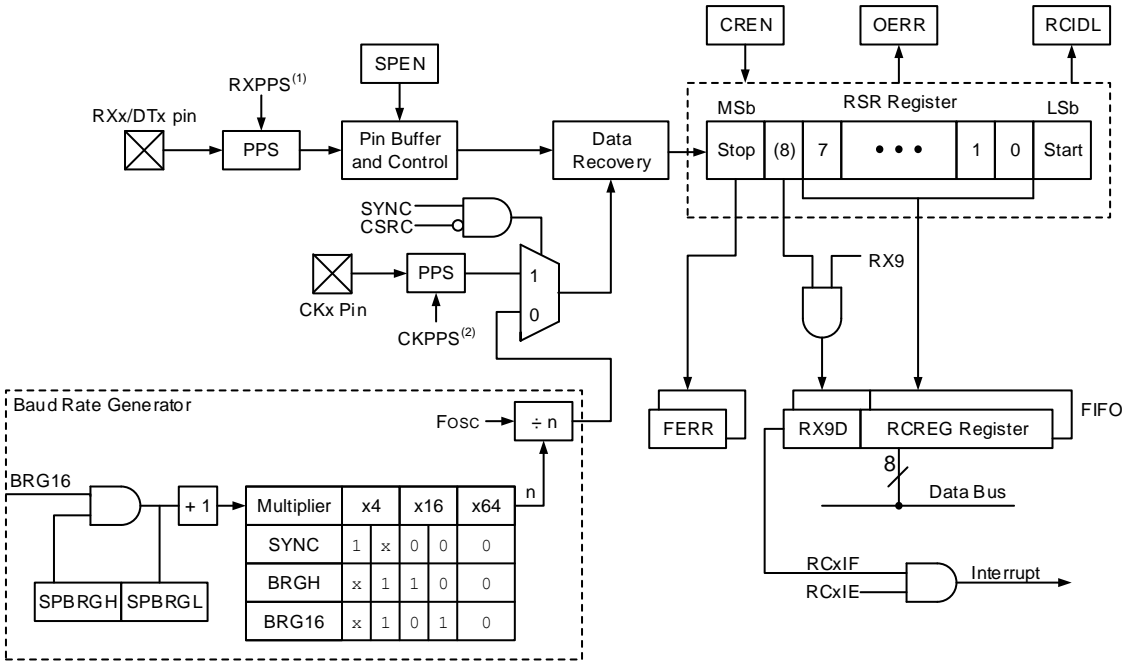 CREN
OERR
RCIDL
SPEN
RXPPS(1)
RSR Register
MSb
LSb
RXx/DTx pin
PPS
Pin Buffer
and Control
Data
Recovery
Stop
(8)
7
• • •
1
0
Start
SYNC
CSRC
RX9
PPS
1
CKx Pin
0
CKPPS(2)
Baud Rate Generator
FOSC
÷ n
FERR
RX9D
RCREG Register
FIFO
8
BRG16
n
Data Bus
+ 1
Multiplier x4 x16 x64
SYNC 1 x 0 0 0
BRGH x 1 1 0 0
BRG16 x 1 0 1 0
SPBRGH
SPBRGL
RCxIF
RCxIE
Interrupt